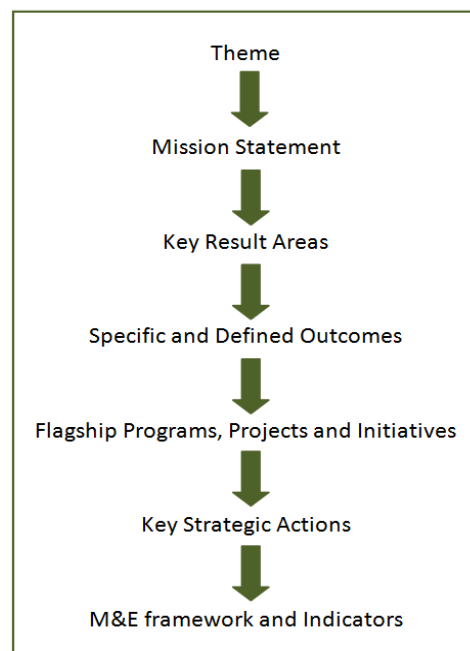 Theme
Mission Statement
Key Result Areas
Specific and Defined Outcomes
Flagship Programs, Projects and Initiatives
Key Strategic Actions
M&E framework and Indicators